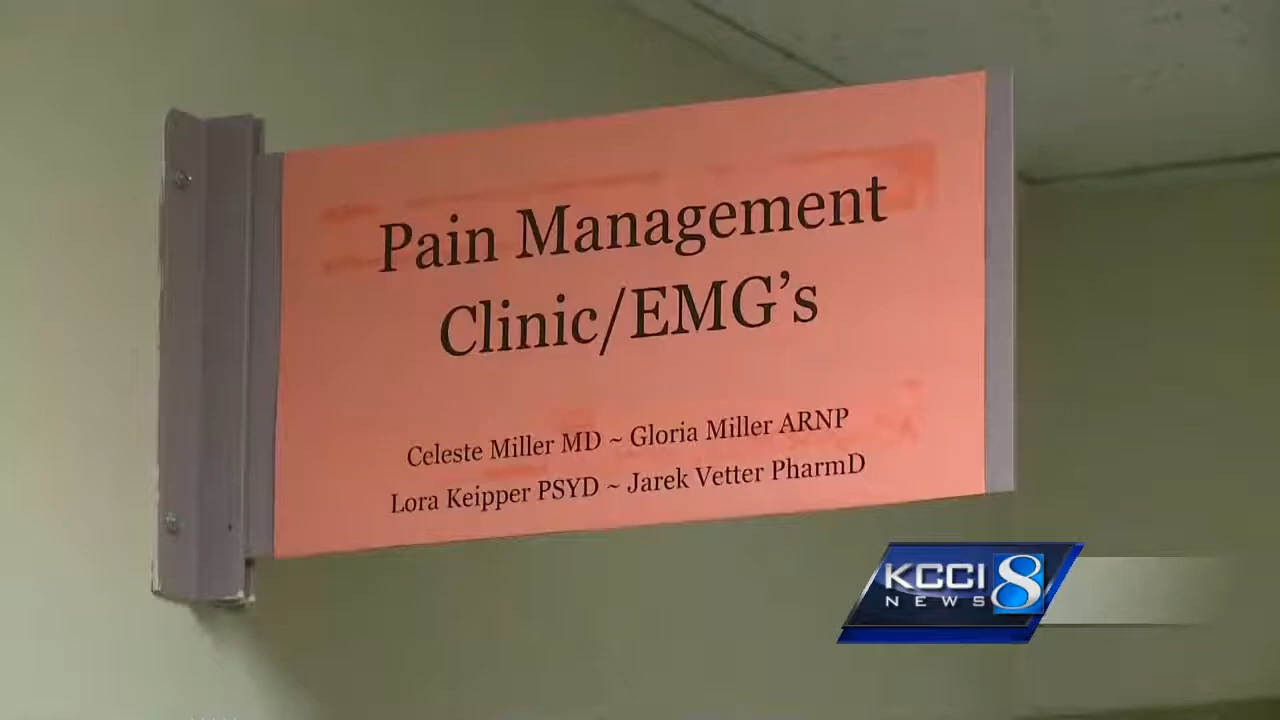 Pain Management
Clinic/EMG's
Celeste Miller MD ~ Gloria Miller ARNP
Lora Keipper PSYD ~ Jarek Vetter PharmD
KCCI 8
NEWS